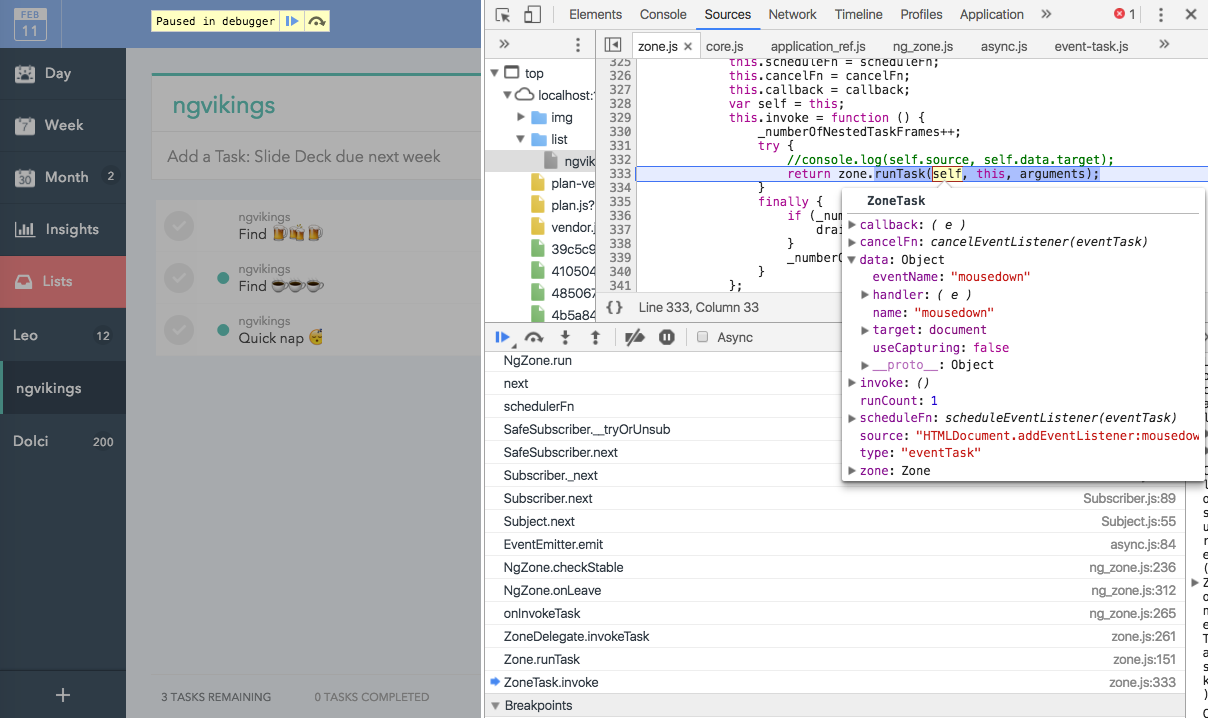 FEB
11
Paused in debugger
Day
7
Week
30
Month
2
Insights
Lists
Leo
12
ngvikings
Dolci
200
ngvikings
Add a Task: Slide Deck due next week
ngvikings
Find 🍺🍻🍺
ngvikings
Find ☕☕☕
ngvikings
Quick nap 😴
3 TASKS REMAINING
0 TASKS COMPLETED
Elements Console Sources Network Timeline Profiles Application » 1
» zone.js × core.js application_ref.js ng_zone.js async.js event-task.js »
top
localhost:
img
list
ngvik
plan-ve
plan.js?
vendor.j
39c5c9
410504
485067
4b5a84
325 this.scheduleFn = scheduleFn;
326 this.cancelFn = cancelFn;
327 this.callback = callback;
328 var self = this;
329 this.invoke = function () {
330 _numberOfNestedTaskFrames++;
331 try {
332 //console.log(self.source, self.data.target);
333 return zone.runTask(self, this, arguments);
334 }
335 finally {
336 if (_num
337 drai
338 }
339 _numberO
340 }
341 };
{ } Line 333, Column 33
ZoneTask
callback: ( e )
cancelFn: cancelEventListener(eventTask)
data: Object
eventName: "mousedown"
handler: ( e )
name: "mousedown"
target: document
useCapturing: false
__proto__: Object
invoke: ()
runCount: 1
scheduleFn: scheduleEventListener(eventTask)
source: "HTMLDocument.addEventListener:mousedow
type: "eventTask"
zone: Zone
Async
NgZone.run
next
schedulerFn
SafeSubscriber.__tryOrUnsub
SafeSubscriber.next
Subscriber._next
Subscriber.next Subscriber.js:89
Subject.next Subject.js:55
EventEmitter.emit async.js:84
NgZone.checkStable ng_zone.js:236
NgZone.onLeave ng_zone.js:312
onInvokeTask ng_zone.js:265
ZoneDelegate.invokeTask zone.js:261
Zone.runTask zone.js:151
ZoneTask.invoke zone.js:333
Breakpoints